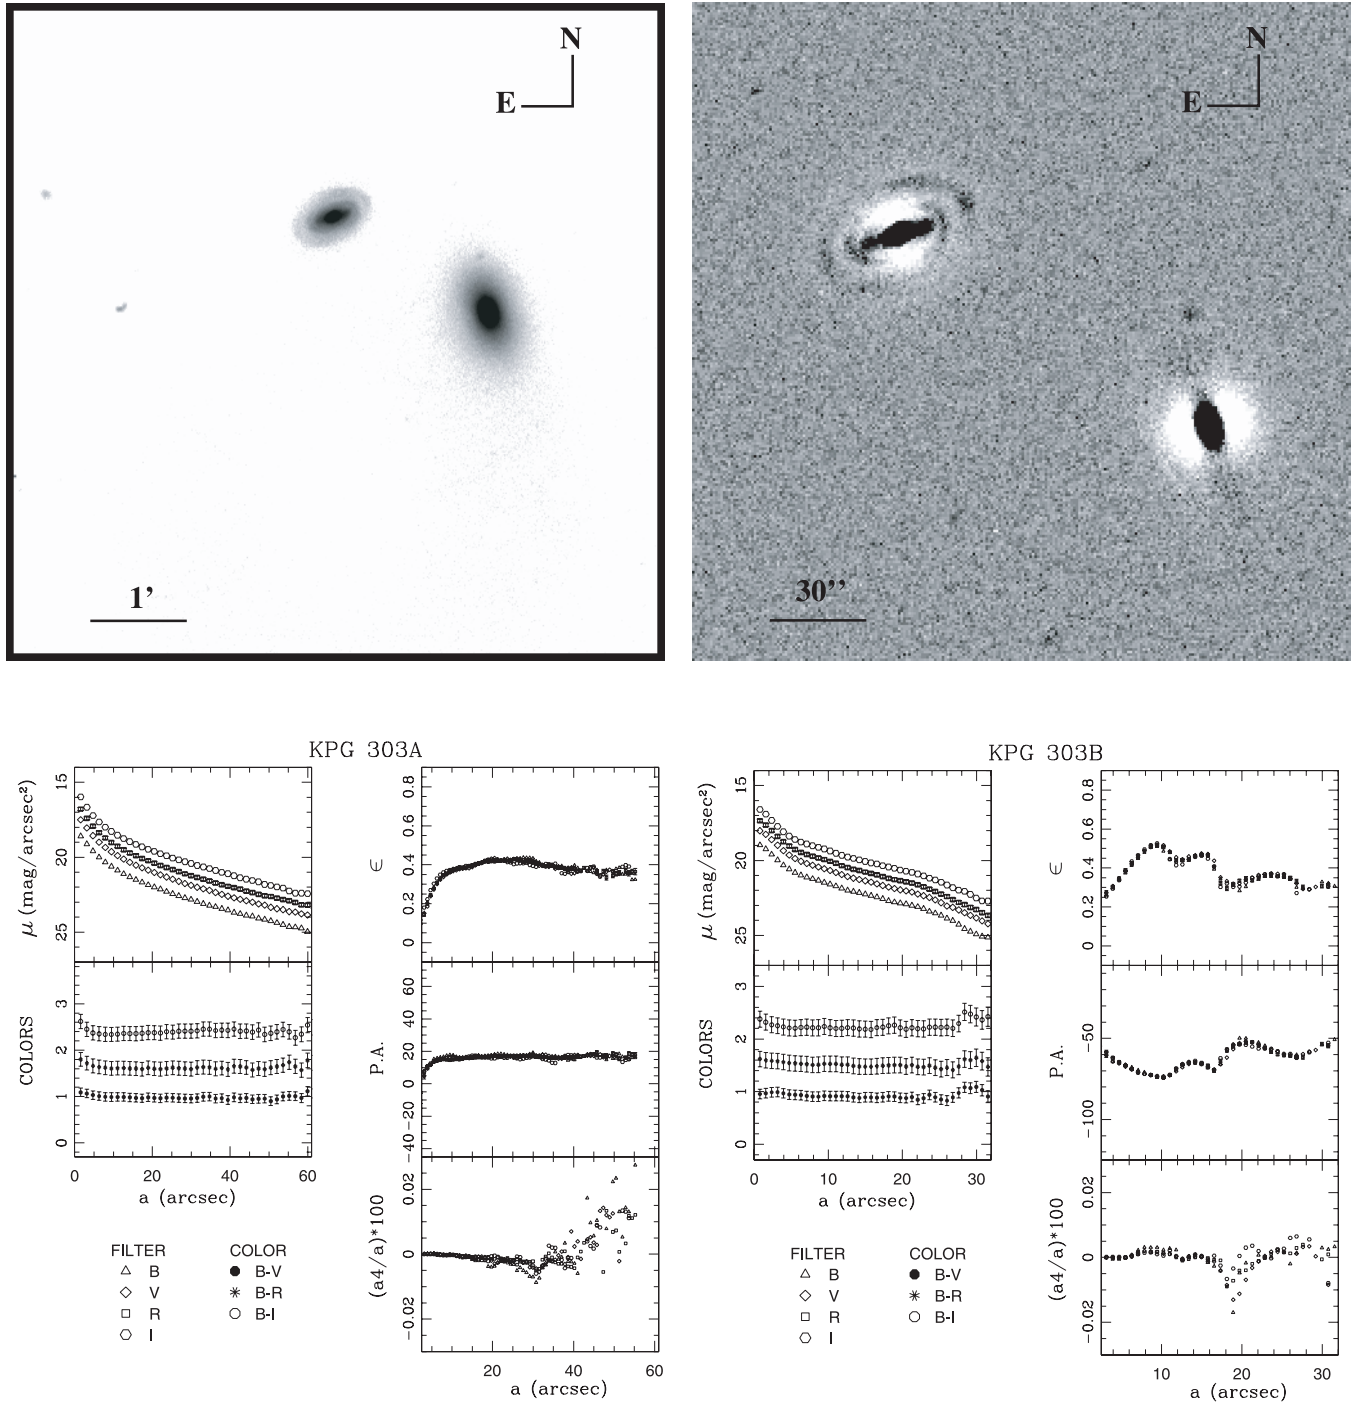 N
E
1’
N
E
30’’
KPG 303A
15
20
25
μ (mag/arcsec²)
0.8
0.6
0.4
0.2
0
ϵ
3
2
1
0
COLORS
0 20 40 60
a (arcsec)
60
40
20
0
−20
−40
P.A.
0.02
0
−0.02
(a4/a)*100
20 40 60
a (arcsec)
FILTER COLOR
B B-V
V B-R
R B-I
I
KPG 303B
15
20
25
μ (mag/arcsec²)
0.8
0.6
0.4
0.2
0
ϵ
3
2
1
0
COLORS
0 10 20 30
a (arcsec)
−50
−100
P.A.
0.02
0
−0.02
(a4/a)*100
10 20 30
a (arcsec)
FILTER COLOR
B B-V
V B-R
R B-I
I